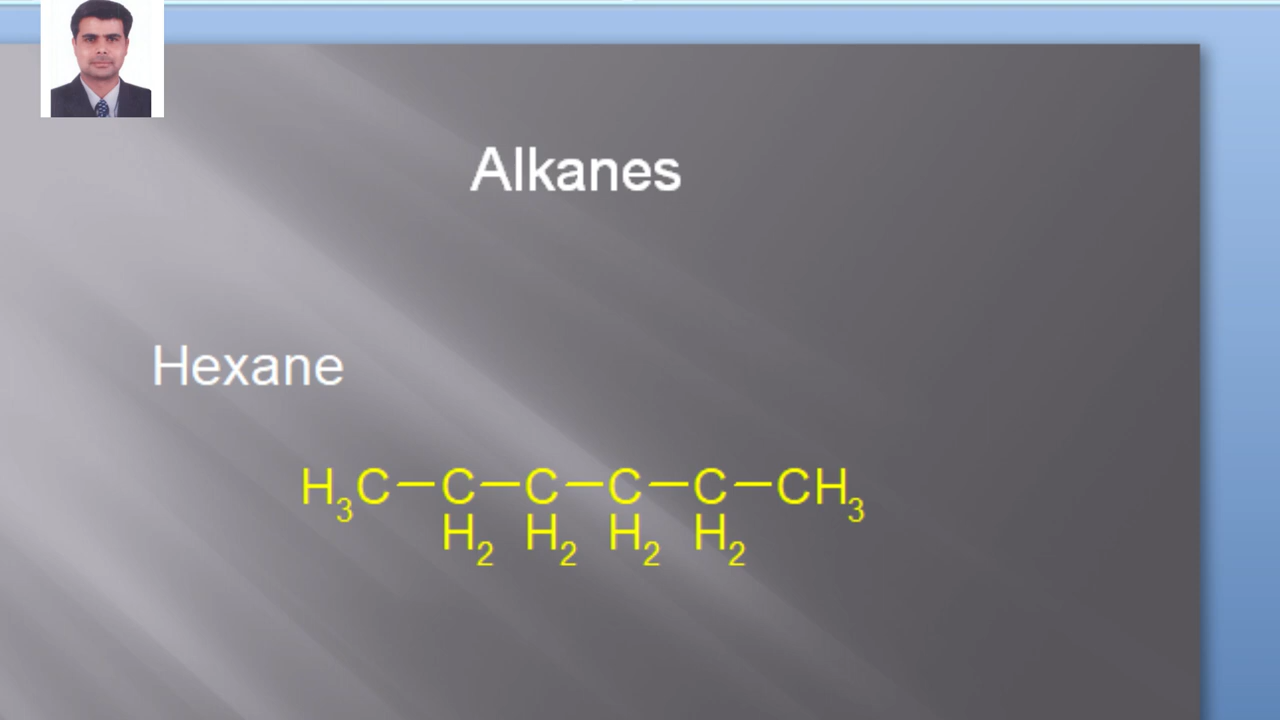 Alkanes
Hexane
H₃C－C－C－C－C－CH₃
H₂ H₂ H₂ H₂